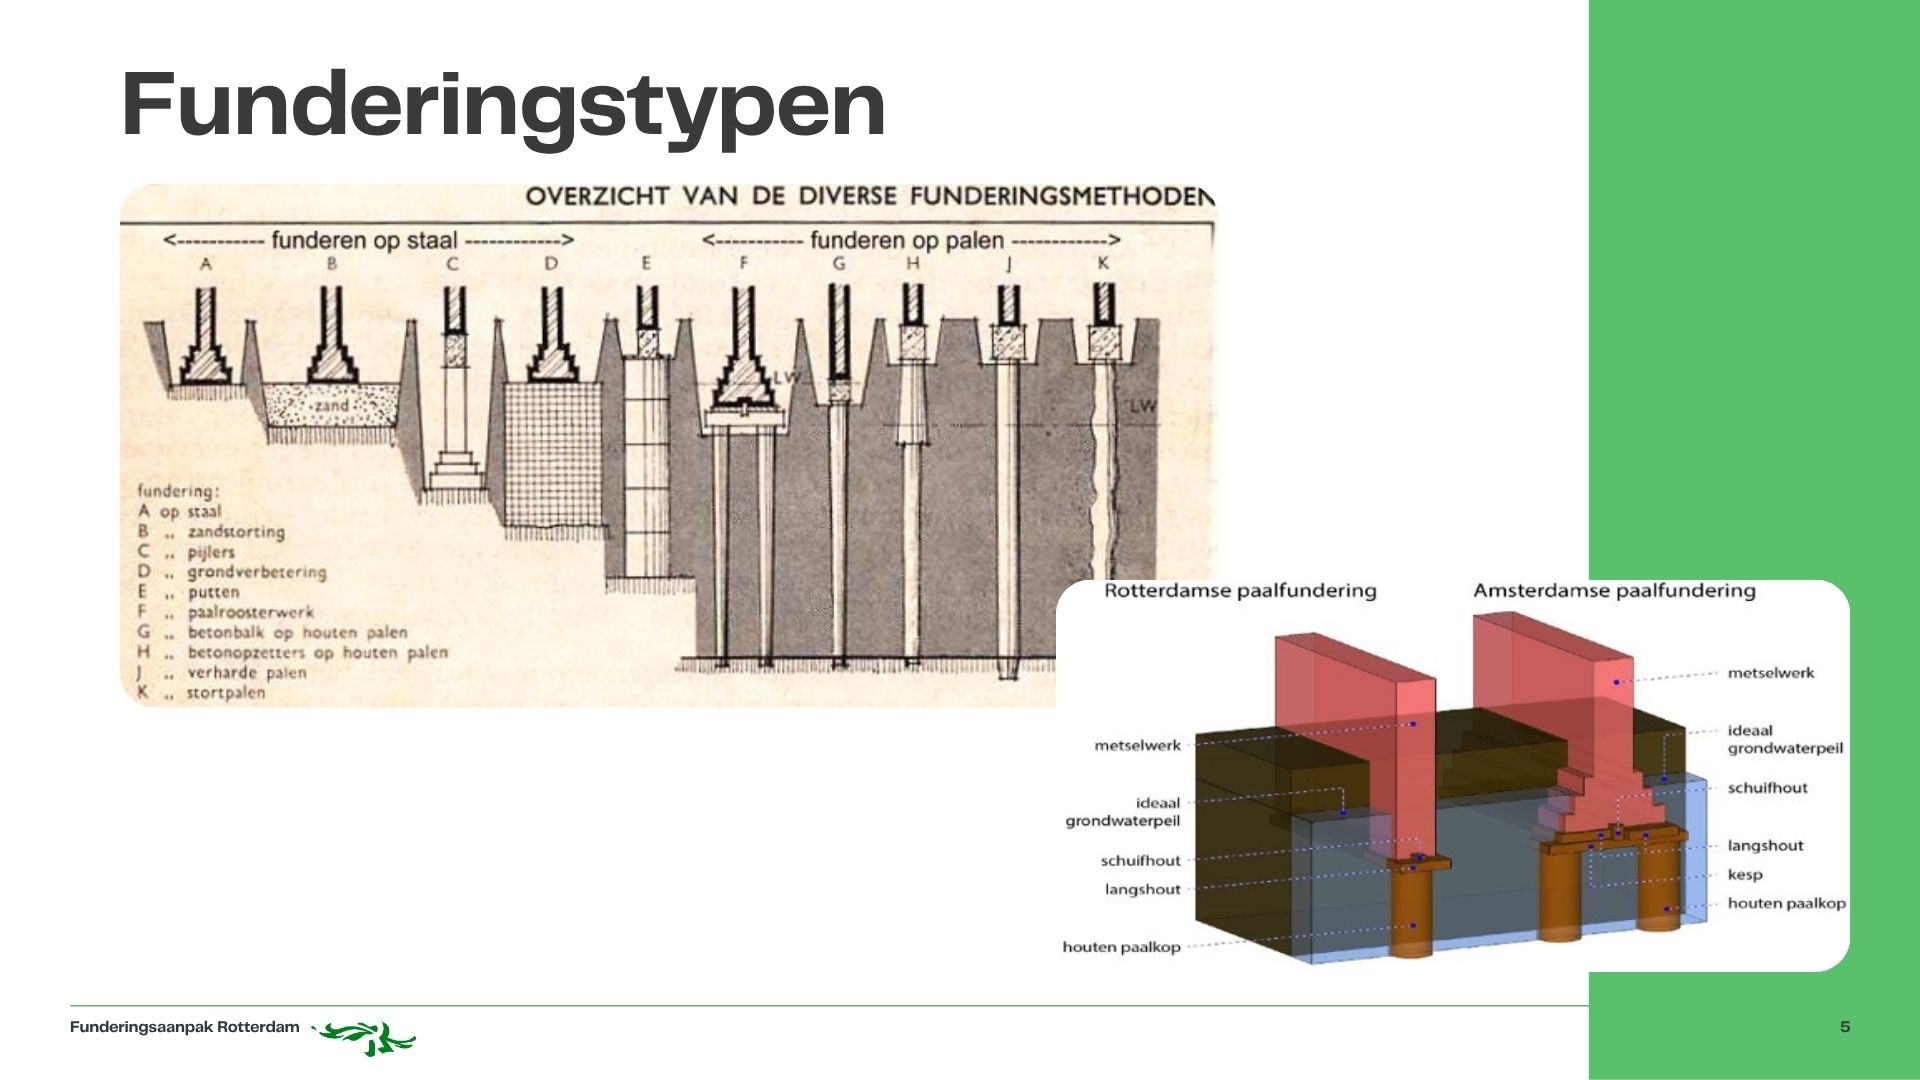 Funderingstypen
OVERZICHT VAN DE DIVERSE FUNDERINGSMETHODEN
<----------- funderen op staal ------------>
<----------- funderen op palen ------------>
A B C D E F G H J K
LW
zand
LW
fundering:
A op staal
B ,, zandstorting
C ,, pijlers
D ,, grondverbetering
E ,, putten
F ,, paalroosterwerk
G ,, betonbalk op houten palen
H ,, betonopzetters op houten palen
J ,, verharde palen
K ,, stortpalen
Rotterdamse paalfundering
metselwerk
ideaal
grondwaterpeil
schuifhout
langshout
houten paalkop
Amsterdamse paalfundering
metselwerk
ideaal
grondwaterpeil
schuifhout
langshout
kesp
houten paalkop
Funderingsaanpak Rotterdam
5